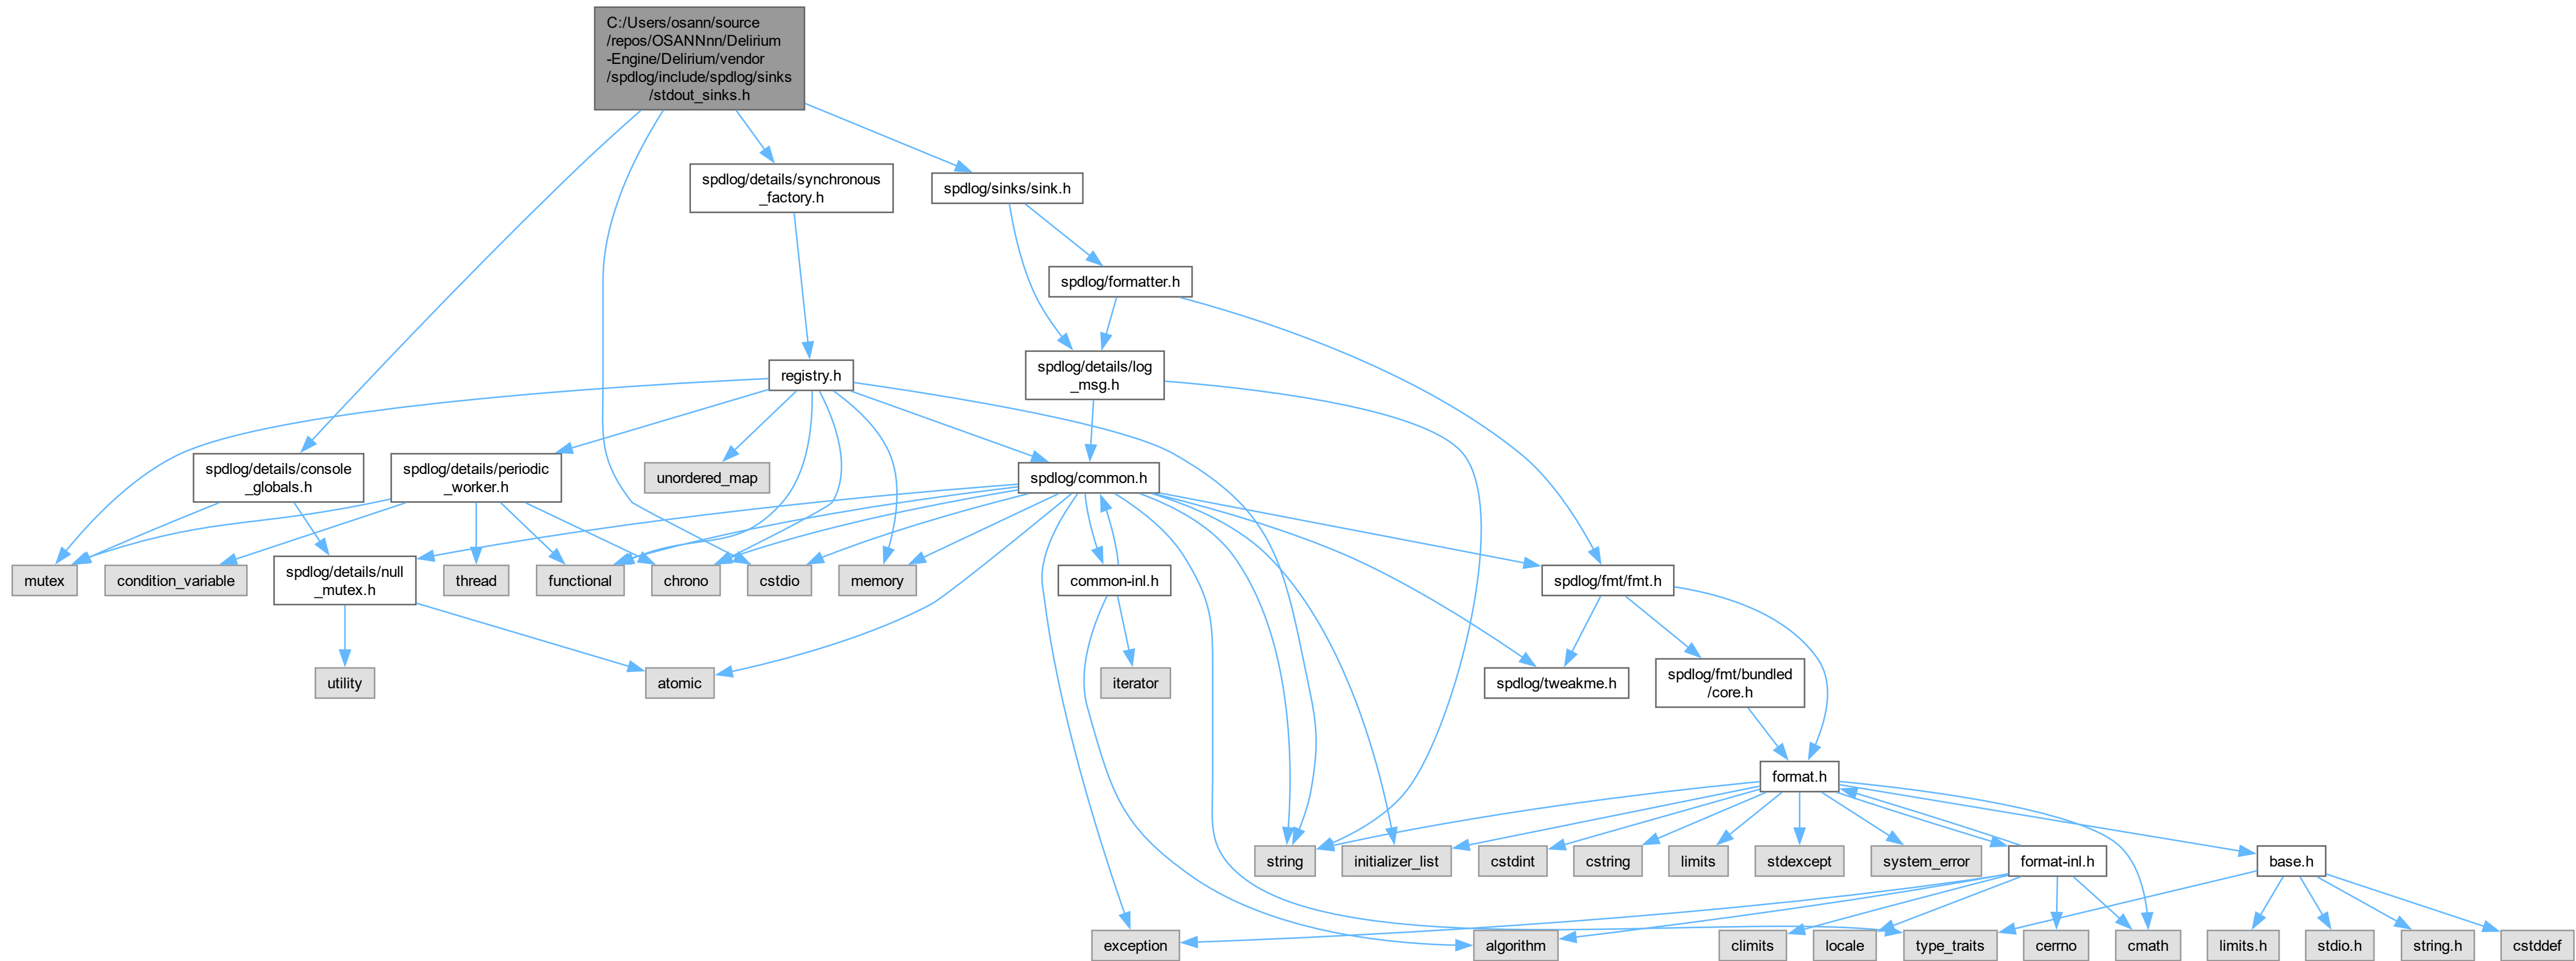 C:/Users/osann/source
/repos/OSANNnn/Delirium
-Engine/Delirium/vendor
/spdlog/include/spdlog/sinks
/stdout_sinks.h
spdlog/details/synchronous
_factory.h
spdlog/sinks/sink.h
spdlog/formatter.h
registry.h
spdlog/details/log
_msg.h
spdlog/details/console
_globals.h
spdlog/details/periodic
_worker.h
unordered_map
spdlog/common.h
mutex
condition_variable
spdlog/details/null
_mutex.h
thread
functional
chrono
cstdio
memory
common-inl.h
spdlog/fmt/fmt.h
utility
atomic
iterator
spdlog/tweakme.h
spdlog/fmt/bundled
/core.h
format.h
string
initializer_list
cstdint
cstring
limits
stdexcept
system_error
format-inl.h
base.h
exception
algorithm
climits
locale
type_traits
cerrno
cmath
limits.h
stdio.h
string.h
cstddef